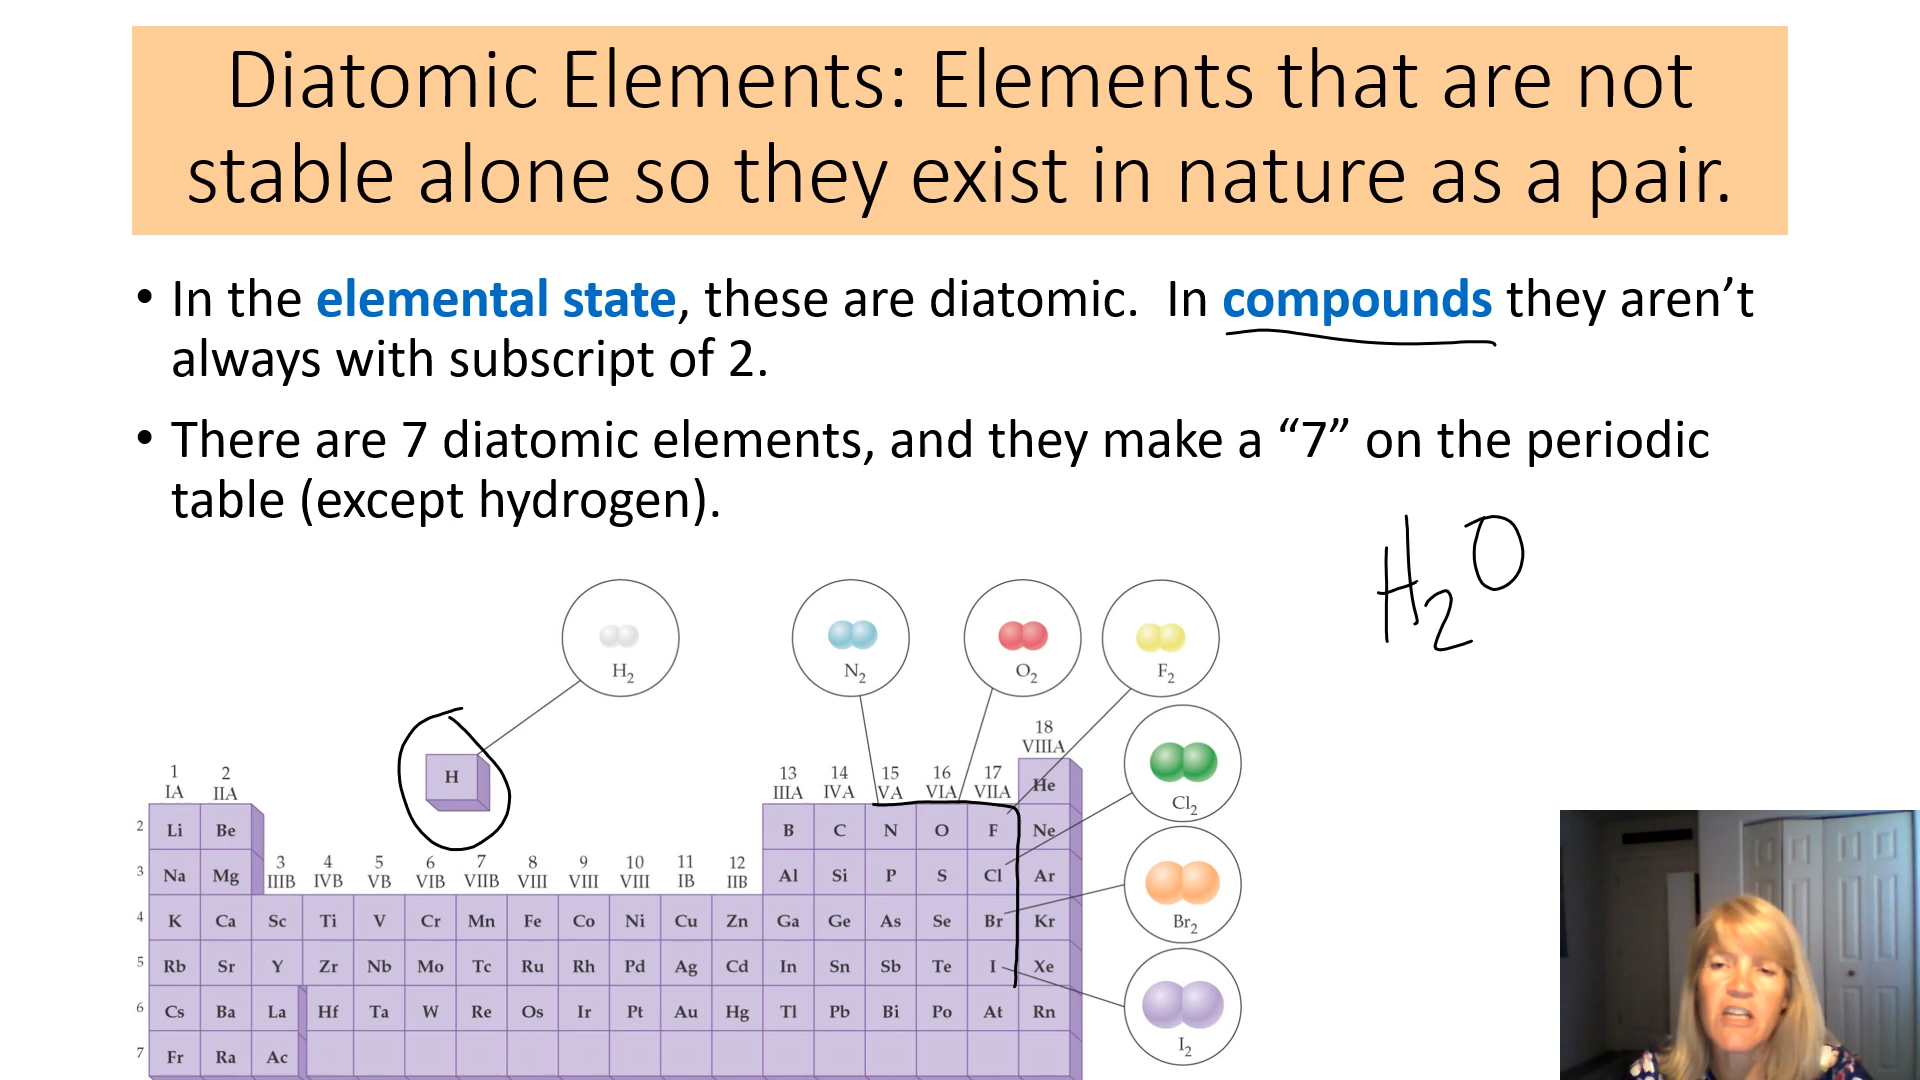 Diatomic Elements: Elements that are not
stable alone so they exist in nature as a pair.
• In the elemental state, these are diatomic.  In compounds they aren’t
always with subscript of 2.
• There are 7 diatomic elements, and they make a “7” on the periodic
table (except hydrogen).
H₂O
H₂ N₂ O₂ F₂
18
VIIIA
H
1 2 13 14 15 16 17
IA IIA IIIA IVA VA VIA VIIA He
Cl₂
2 Li Be B C N O F Ne
3 4 5 6 7 8 9 10 11 12
3 Na Mg IIIB IVB VB VIB VIIB VIII VIII VIII IB IIB Al Si P S Cl Ar
4 K Ca Sc Ti V Cr Mn Fe Co Ni Cu Zn Ga Ge As Se Br Kr
Br₂
5 Rb Sr Y Zr Nb Mo Tc Ru Rh Pd Ag Cd In Sn Sb Te I Xe
6 Cs Ba La Hf Ta W Re Os Ir Pt Au Hg Tl Pb Bi Po At Rn
I₂
7 Fr Ra Ac